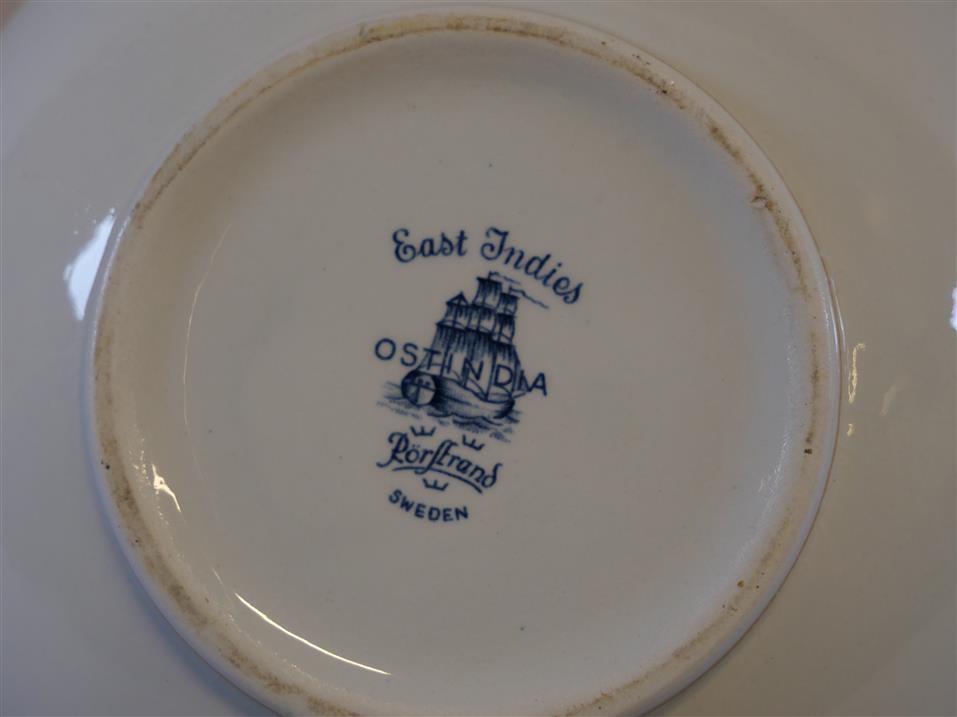 East Indies
OSTINDIA
Rörstrand
SWEDEN